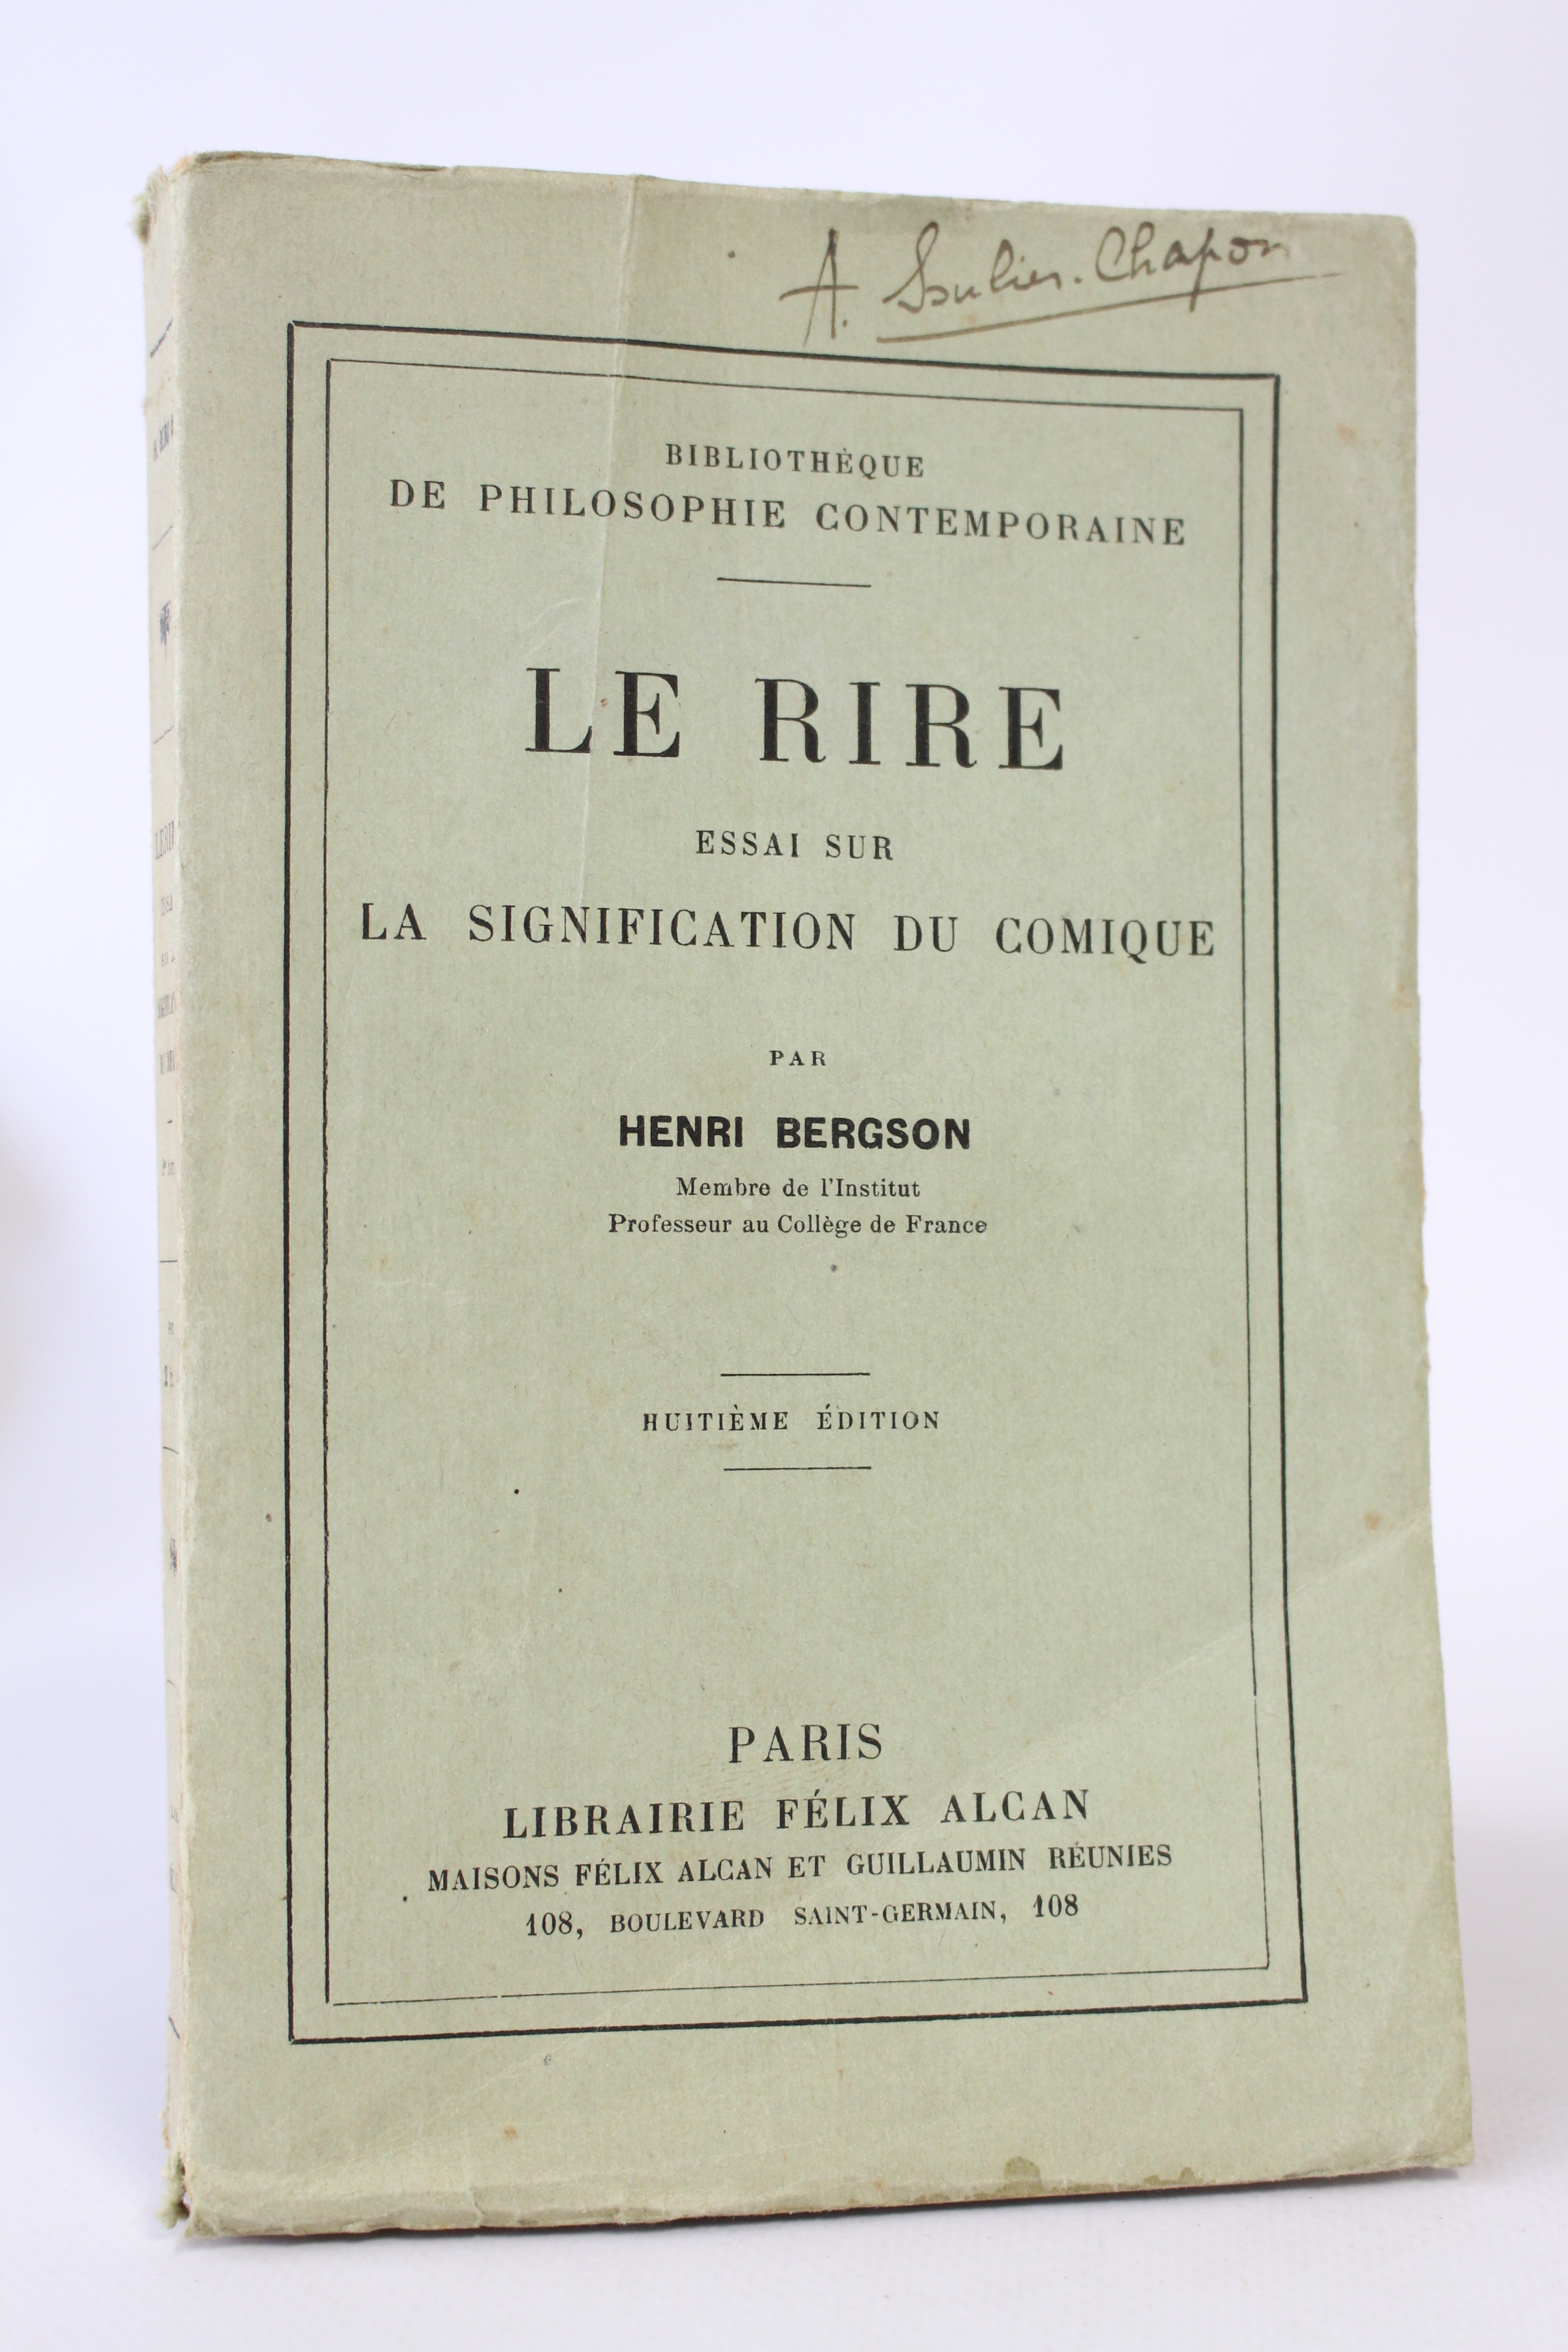 A. Soulier.Chapon
BIBLIOTHÈQUE
DE PHILOSOPHIE CONTEMPORAINE
LE RIRE
ESSAI SUR
LA SIGNIFICATION DU COMIQUE
PAR
HENRI BERGSON
Membre de l'Institut
Professeur au Collège de France
HUITIÈME ÉDITION
PARIS
LIBRAIRIE FÉLIX ALCAN
MAISONS FÉLIX ALCAN ET GUILLAUMIN RÉUNIES
108, BOULEVARD SAINT-GERMAIN, 108